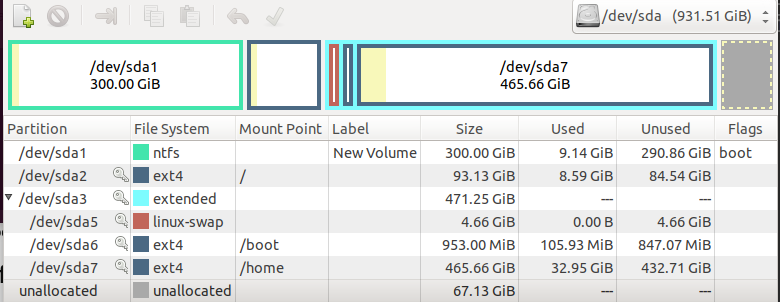 /dev/sda (931.51 GiB)
/dev/sda1
300.00 GiB
/dev/sda7
465.66 GiB
Partition File System Mount Point Label Size Used Unused Flags
/dev/sda1 ntfs New Volume 300.00 GiB 9.14 GiB 290.86 GiB boot
/dev/sda2 ext4 / 93.13 GiB 8.59 GiB 84.54 GiB
/dev/sda3 extended 471.25 GiB --- ---
/dev/sda5 linux-swap 4.66 GiB 0.00 B 4.66 GiB
/dev/sda6 ext4 /boot 953.00 MiB 105.93 MiB 847.07 MiB
/dev/sda7 ext4 /home 465.66 GiB 32.95 GiB 432.71 GiB
unallocated unallocated 67.13 GiB --- ---